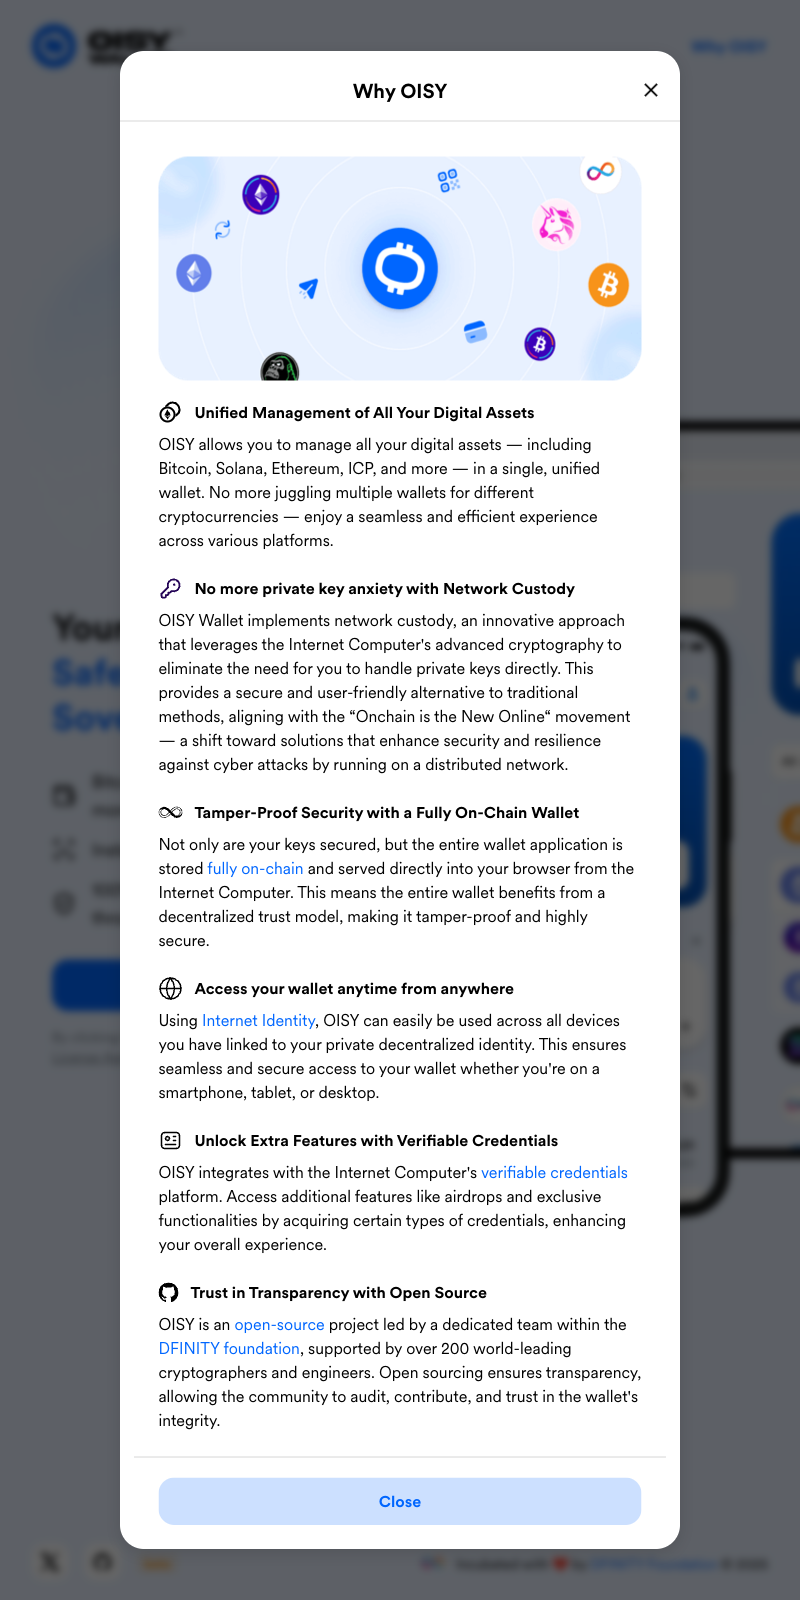 OISY
Why OISY
Why OISY
Unified Management of All Your Digital Assets
OISY allows you to manage all your digital assets — including
Bitcoin, Solana, Ethereum, ICP, and more — in a single, unified
wallet. No more juggling multiple wallets for different
cryptocurrencies — enjoy a seamless and efficient experience
across various platforms.
No more private key anxiety with Network Custody
OISY Wallet implements network custody, an innovative approach
that leverages the Internet Computer's advanced cryptography to
eliminate the need for you to handle private keys directly. This
provides a secure and user-friendly alternative to traditional
methods, aligning with the “Onchain is the New Online“ movement
— a shift toward solutions that enhance security and resilience
against cyber attacks by running on a distributed network.
Tamper-Proof Security with a Fully On-Chain Wallet
Not only are your keys secured, but the entire wallet application is
stored fully on-chain and served directly into your browser from the
Internet Computer. This means the entire wallet benefits from a
decentralized trust model, making it tamper-proof and highly
secure.
Access your wallet anytime from anywhere
Using Internet Identity, OISY can easily be used across all devices
you have linked to your private decentralized identity. This ensures
seamless and secure access to your wallet whether you're on a
smartphone, tablet, or desktop.
Unlock Extra Features with Verifiable Credentials
OISY integrates with the Internet Computer's verifiable credentials
platform. Access additional features like airdrops and exclusive
functionalities by acquiring certain types of credentials, enhancing
your overall experience.
Trust in Transparency with Open Source
OISY is an open-source project led by a dedicated team within the
DFINITY foundation, supported by over 200 world-leading
cryptographers and engineers. Open sourcing ensures transparency,
allowing the community to audit, contribute, and trust in the wallet's
integrity.
Close